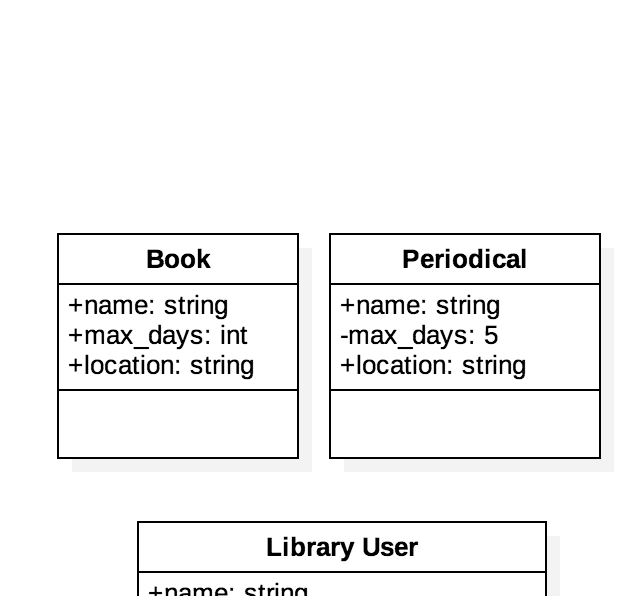 Book
+name: string
+max_days: int
+location: string
Periodical
+name: string
-max_days: 5
+location: string
Library User
+name: string